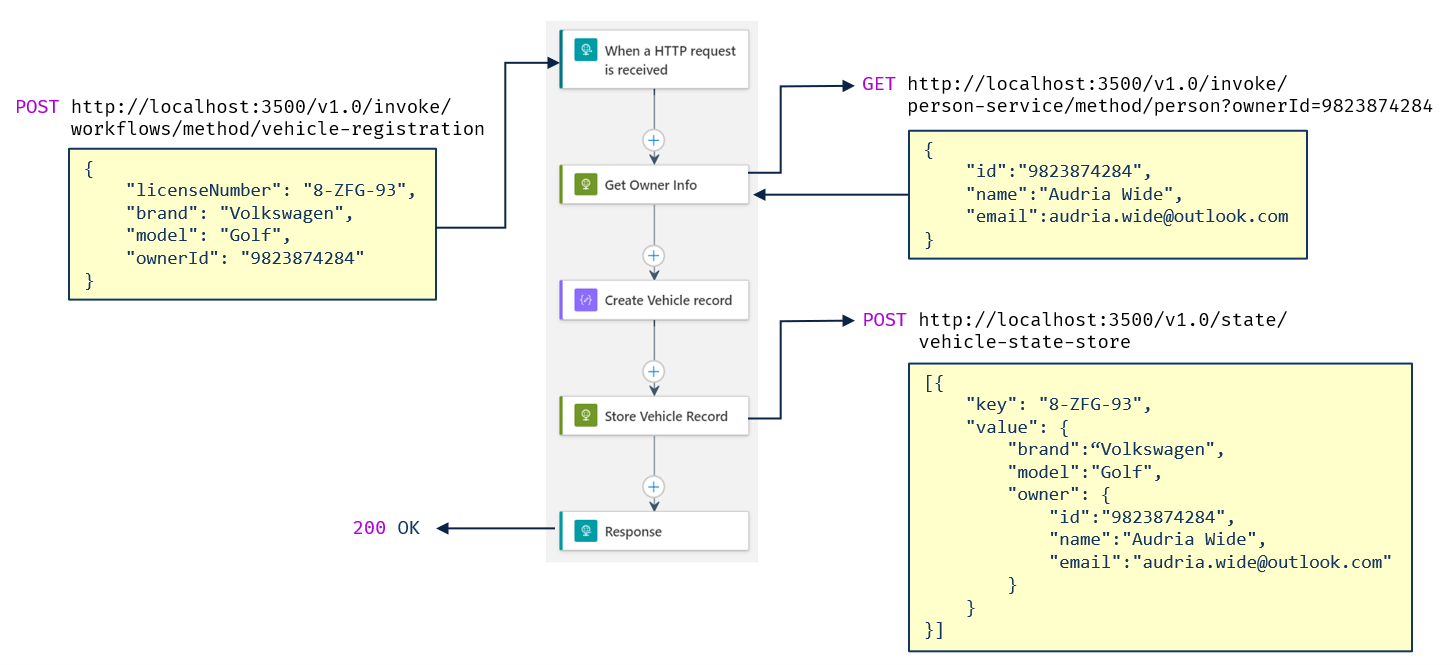 POST http://localhost:3500/v1.0/invoke/
workflows/method/vehicle-registration
{
"licenseNumber": "8-ZFG-93",
"brand": "Volkswagen",
"model": "Golf",
"ownerId": "9823874284"
}
When a HTTP request
is received
Get Owner Info
Create Vehicle record
Store Vehicle Record
Response
200 OK
GET http://localhost:3500/v1.0/invoke/
person-service/method/person?ownerId=9823874284
{
"id":"9823874284",
"name":"Audria Wide",
"email":audria.wide@outlook.com
}
POST http://localhost:3500/v1.0/state/
vehicle-state-store
[{
"key": "8-ZFG-93",
"value": {
"brand":“Volkswagen",
"model":"Golf",
"owner": {
"id":"9823874284",
"name":"Audria Wide",
"email":"audria.wide@outlook.com"
}
}
}]